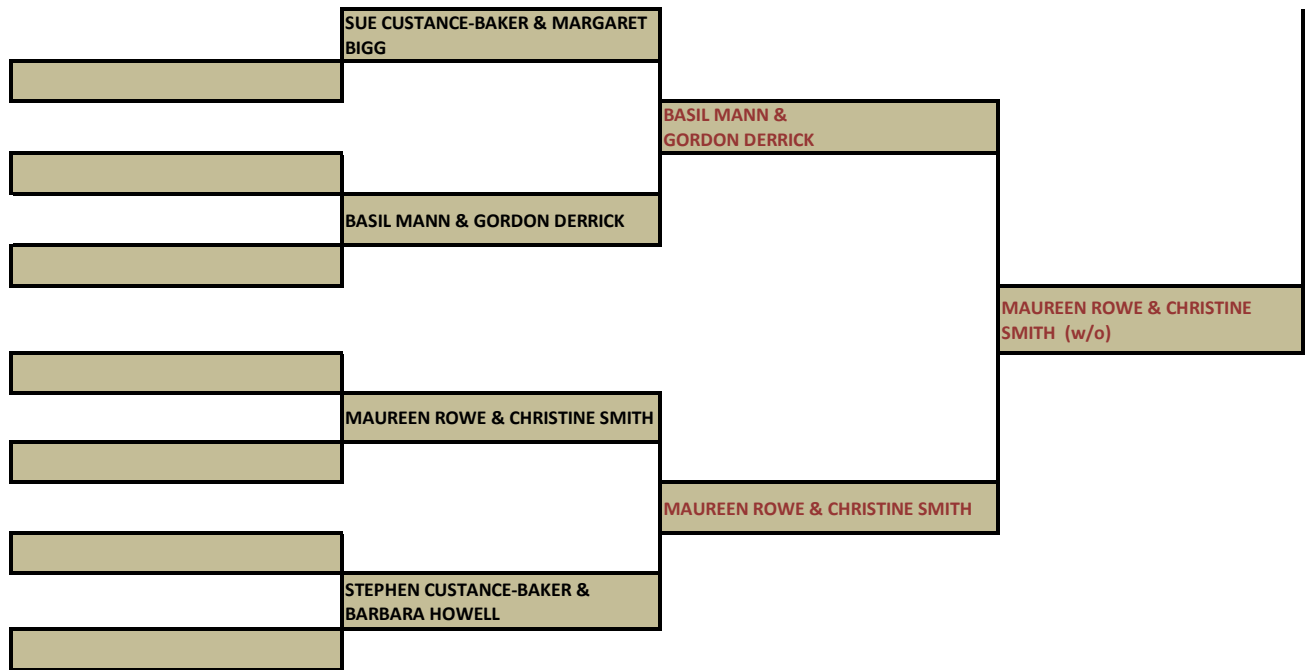 SUE CUSTANCE-BAKER & MARGARET
BIGG
BASIL MANN &
GORDON DERRICK
BASIL MANN & GORDON DERRICK
MAUREEN ROWE & CHRISTINE
SMITH (w/o)
MAUREEN ROWE & CHRISTINE SMITH
MAUREEN ROWE & CHRISTINE SMITH
STEPHEN CUSTANCE-BAKER &
BARBARA HOWELL